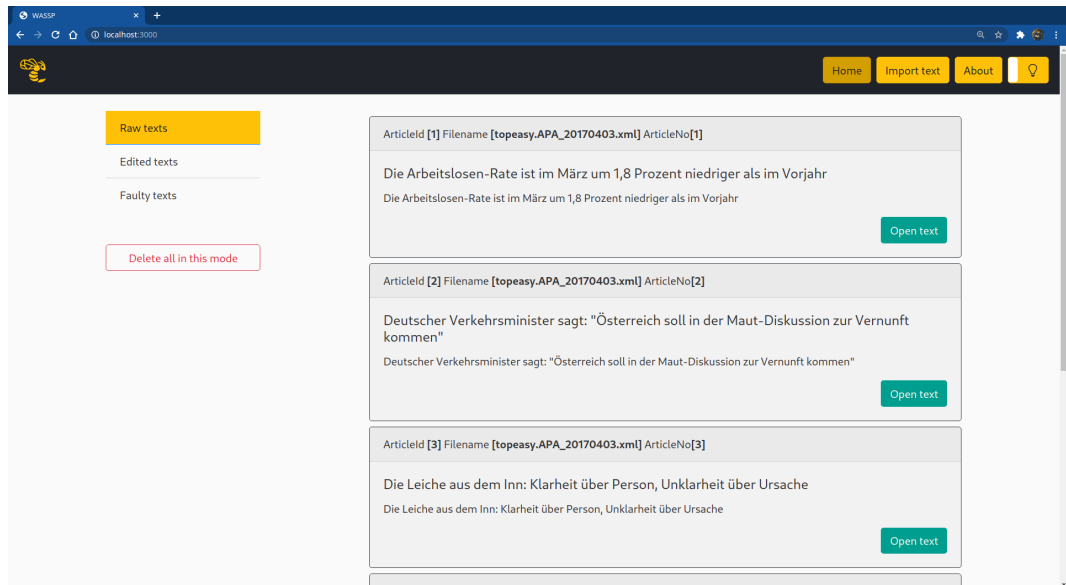 WASSP
localhost:3000
Home
Import text
About
Raw texts
Edited texts
Faulty texts
Delete all in this mode
ArticleId [1] Filename [topeasy.APA_20170403.xml] ArticleNo[1]
Die Arbeitslosen-Rate ist im März um 1,8 Prozent niedriger als im Vorjahr
Die Arbeitslosen-Rate ist im März um 1,8 Prozent niedriger als im Vorjahr
Open text
ArticleId [2] Filename [topeasy.APA_20170403.xml] ArticleNo[2]
Deutscher Verkehrsminister sagt: "Österreich soll in der Maut-Diskussion zur Vernunft
kommen"
Deutscher Verkehrsminister sagt: "Österreich soll in der Maut-Diskussion zur Vernunft kommen"
Open text
ArticleId [3] Filename [topeasy.APA_20170403.xml] ArticleNo[3]
Die Leiche aus dem Inn: Klarheit über Person, Unklarheit über Ursache
Die Leiche aus dem Inn: Klarheit über Person, Unklarheit über Ursache
Open text